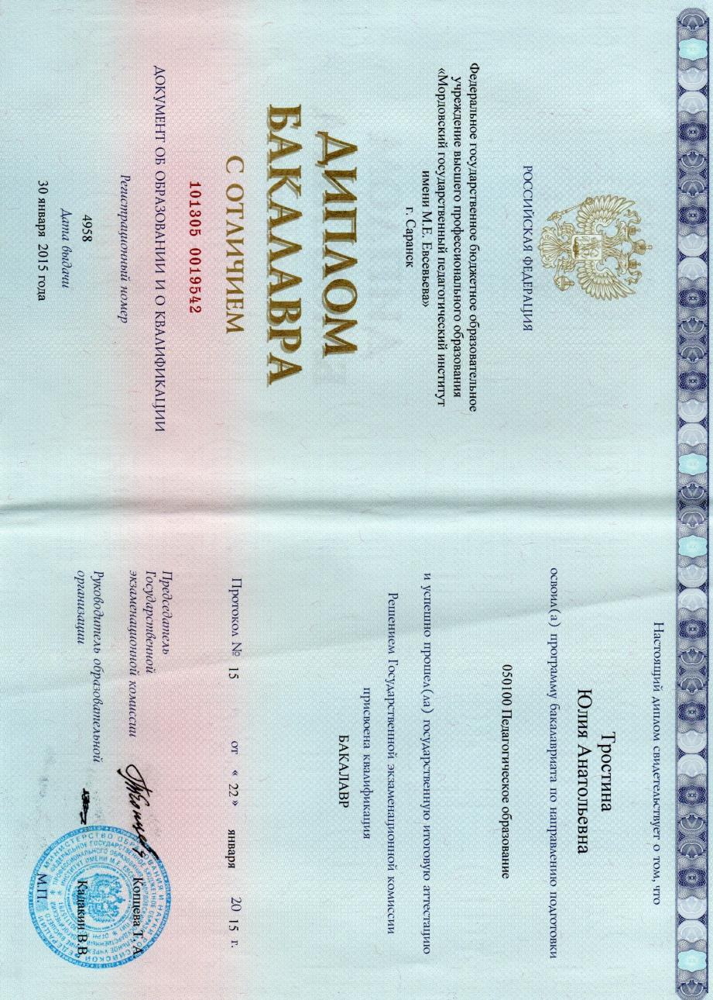 РОССИЙСКАЯ ФЕДЕРАЦИЯ
Федеральное государственное бюджетное образовательное
учреждение высшего профессионального образования
«Мордовский государственный педагогический институт
имени М.Е. Евсевьева»
г. Саранск
ДИПЛОМ
БАКАЛАВРА
С ОТЛИЧИЕМ
101305 0019542
ДОКУМЕНТ ОБ ОБРАЗОВАНИИ И О КВАЛИФИКАЦИИ
Регистрационный номер
4958
Дата выдачи
30 января 2015 года
Настоящий диплом свидетельствует о том, что
Тростина
Юлия Анатольевна
освоил(а) программу бакалавриата по направлению подготовки
050100 Педагогическое образование
и успешно прошел(ла) государственную итоговую аттестацию
Решением Государственной экзаменационной комиссии
присвоена квалификация
БАКАЛАВР
Протокол № 15 от « 22 » января 20 15 г.
Председатель
Государственной
экзаменационной комиссии Копцева Т. А.
Руководитель образовательной
организации Кадакин В.В.
М.П.